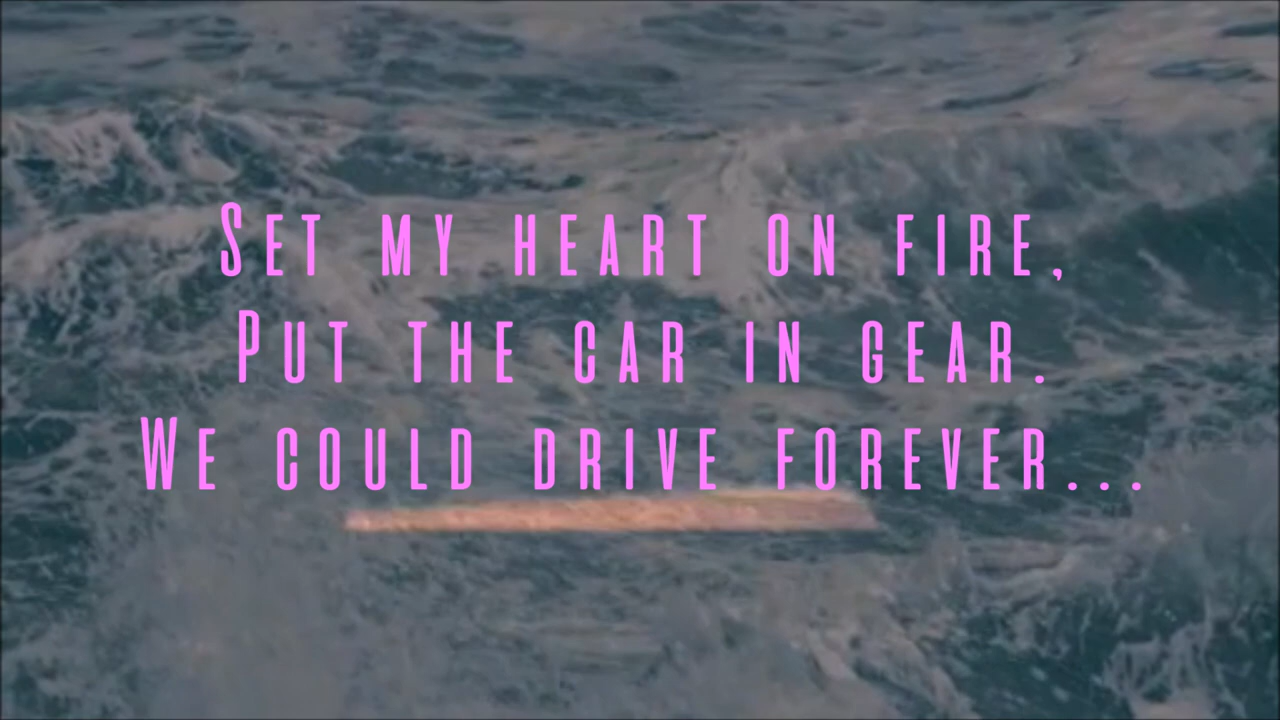 Set my heart on fire,
Put the car in gear.
We could drive forever...